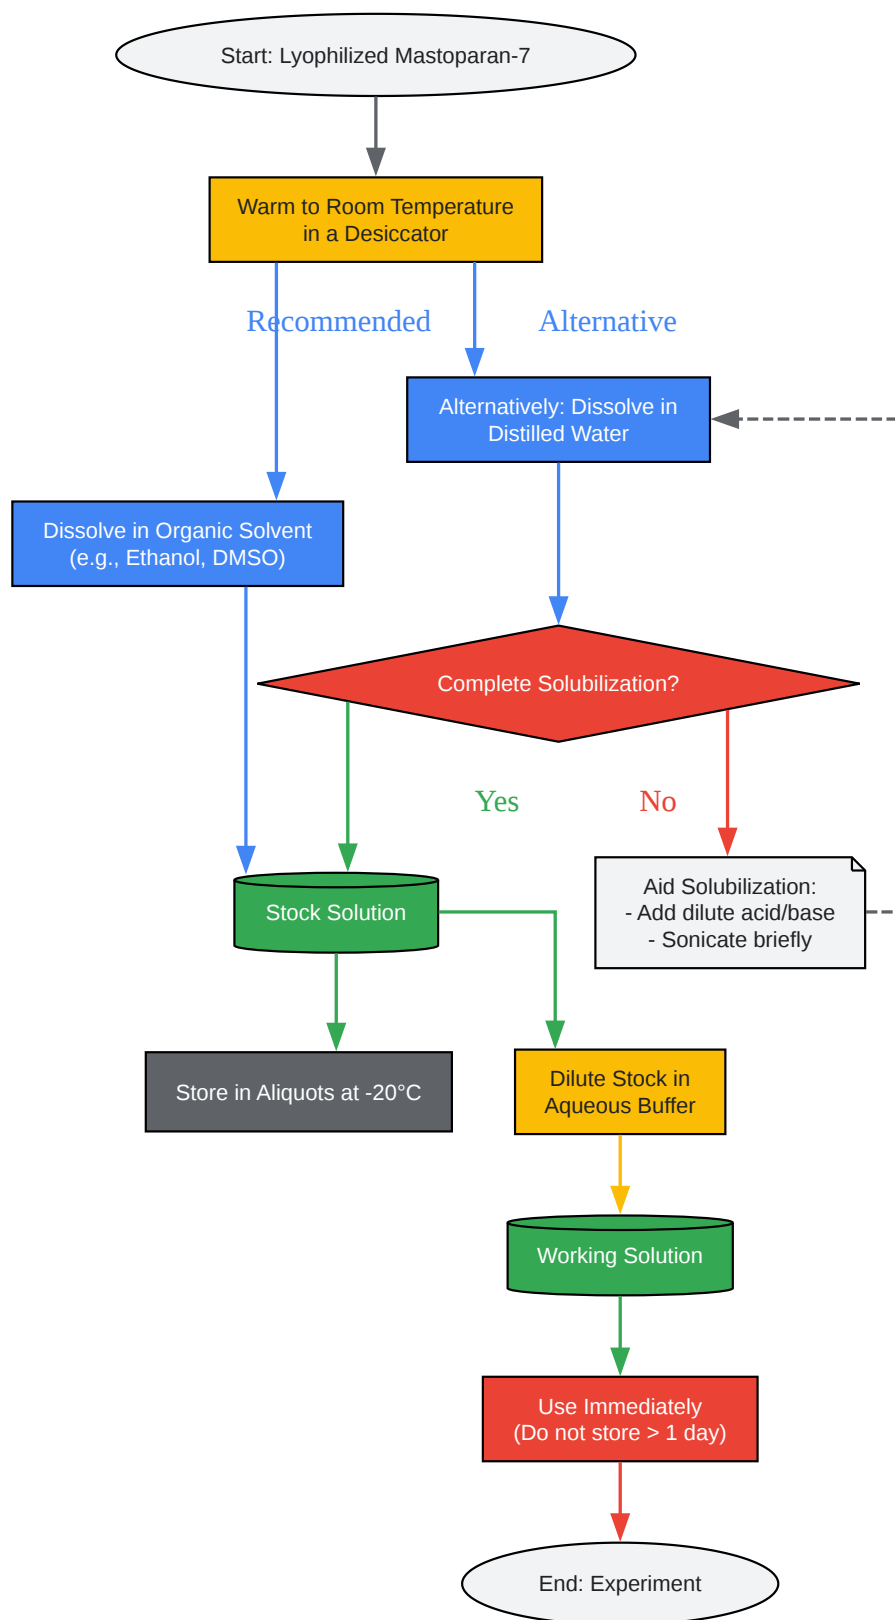 Start: Lyophilized Mastoparan-7
Warm to Room Temperature
in a Desiccator
Recommended
Alternative
Alternatively: Dissolve in
Distilled Water
Dissolve in Organic Solvent
(e.g., Ethanol, DMSO)
Complete Solubilization?
Yes
No
Aid Solubilization:
- Add dilute acid/base
- Sonicate briefly
Stock Solution
Store in Aliquots at -20°C
Dilute Stock in
Aqueous Buffer
Working Solution
Use Immediately
(Do not store > 1 day)
End: Experiment